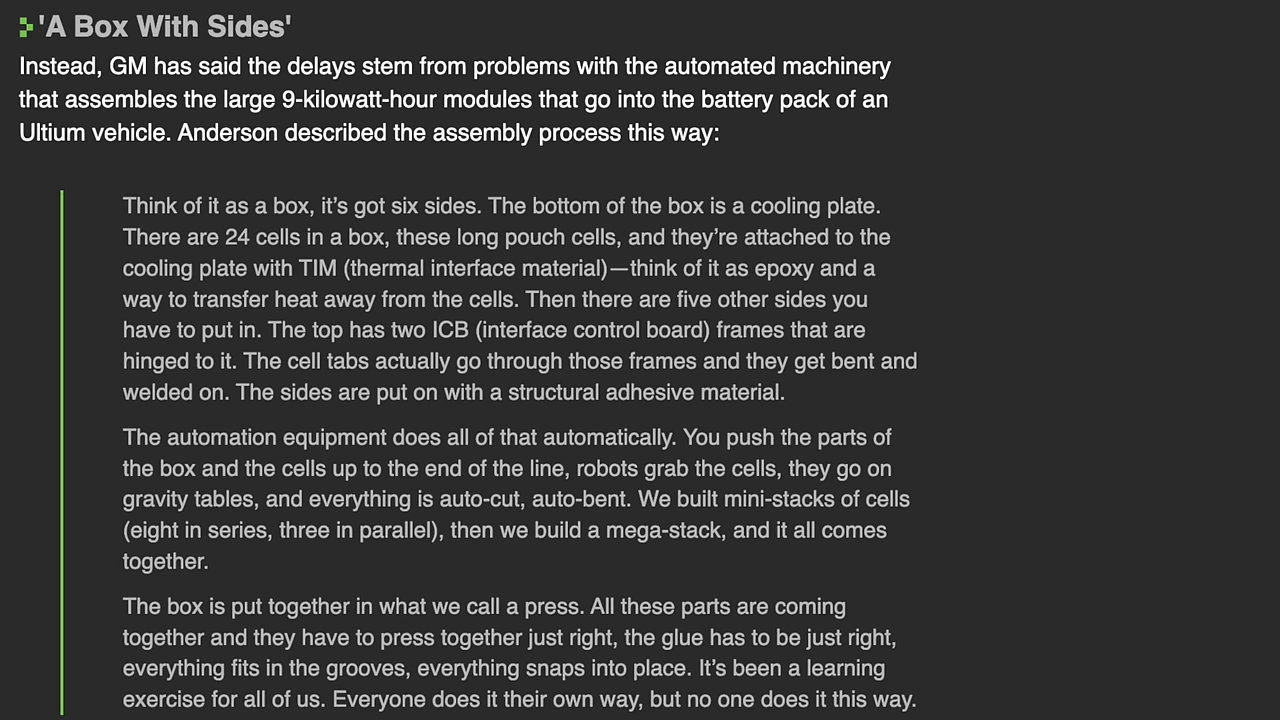 'A Box With Sides'
Instead, GM has said the delays stem from problems with the automated machinery
that assembles the large 9-kilowatt-hour modules that go into the battery pack of an
Ultium vehicle. Anderson described the assembly process this way:
Think of it as a box, it’s got six sides. The bottom of the box is a cooling plate.
There are 24 cells in a box, these long pouch cells, and they’re attached to the
cooling plate with TIM (thermal interface material)—think of it as epoxy and a
way to transfer heat away from the cells. Then there are five other sides you
have to put in. The top has two ICB (interface control board) frames that are
hinged to it. The cell tabs actually go through those frames and they get bent and
welded on. The sides are put on with a structural adhesive material.
The automation equipment does all of that automatically. You push the parts of
the box and the cells up to the end of the line, robots grab the cells, they go on
gravity tables, and everything is auto-cut, auto-bent. We built mini-stacks of cells
(eight in series, three in parallel), then we build a mega-stack, and it all comes
together.
The box is put together in what we call a press. All these parts are coming
together and they have to press together just right, the glue has to be just right,
everything fits in the grooves, everything snaps into place. It’s been a learning
exercise for all of us. Everyone does it their own way, but no one does it this way.